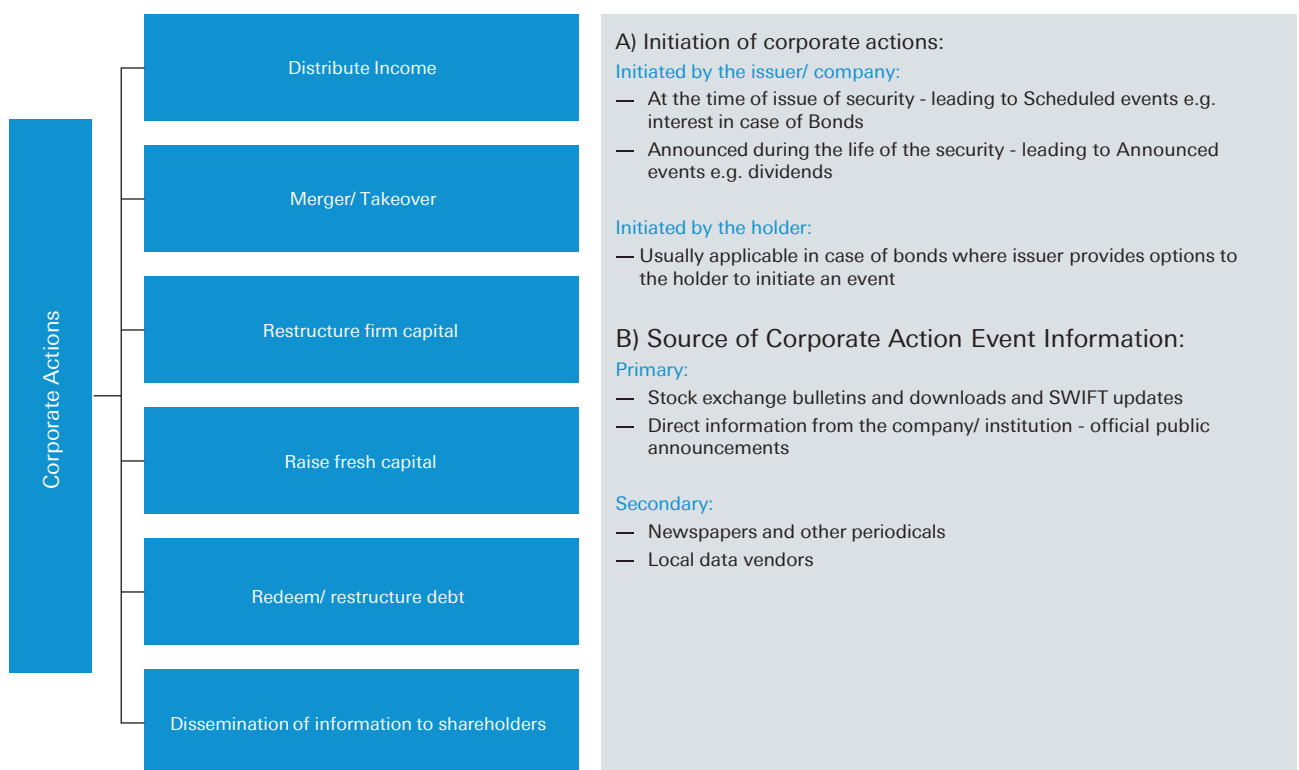 Corporate Actions
Distribute Income
Merger/ Takeover
Restructure firm capital
Raise fresh capital
Redeem/ restructure debt
Dissemination of information to shareholders
A) Initiation of corporate actions:
Initiated by the issuer/ company:
— At the time of issue of security - leading to Scheduled events e.g.
interest in case of Bonds
— Announced during the life of the security - leading to Announced
events e.g. dividends
Initiated by the holder:
— Usually applicable in case of bonds where issuer provides options to
the holder to initiate an event
B) Source of Corporate Action Event Information:
Primary:
— Stock exchange bulletins and downloads and SWIFT updates
— Direct information from the company/ institution - official public
announcements
Secondary:
— Newspapers and other periodicals
— Local data vendors